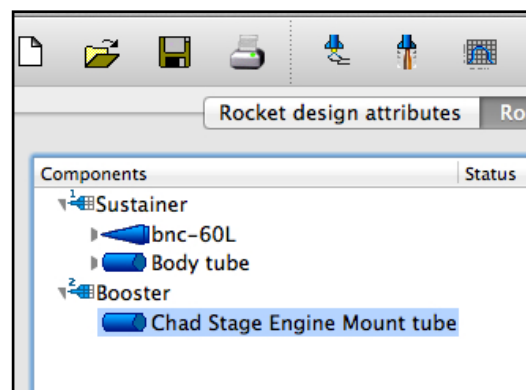 Rocket design attributes Ro
Components Status
1 Sustainer
bnc-60L
Body tube
2 Booster
Chad Stage Engine Mount tube